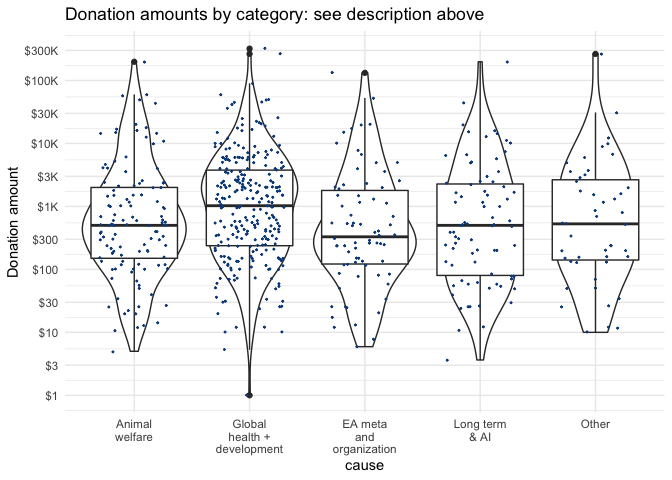 Donation amounts by category: see description above
$300K
$100K
$30K
$10K
$3K
$1K
$300
$100
$30
$10
$3
$1
Donation amount
Animal
welfare
Global
health +
development
EA meta
and
organization
Long term
& AI
Other
cause